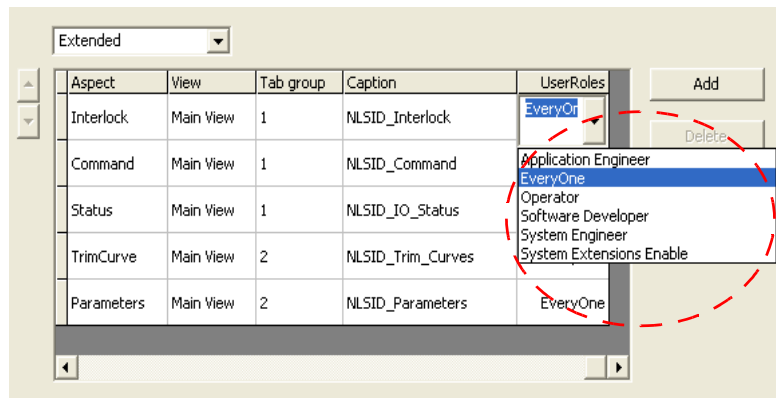 Extended
Aspect View Tab group Caption UserRoles
Add
Interlock Main View 1 NLSID_Interlock EveryOn
Delete
Command Main View 1 NLSID_Command
Application Engineer
EveryOne
Operator
Software Developer
System Engineer
System Extensions Enable
Status Main View 1 NLSID_IO_Status
TrimCurve Main View 2 NLSID_Trim_Curves
Parameters Main View 2 NLSID_Parameters EveryOne